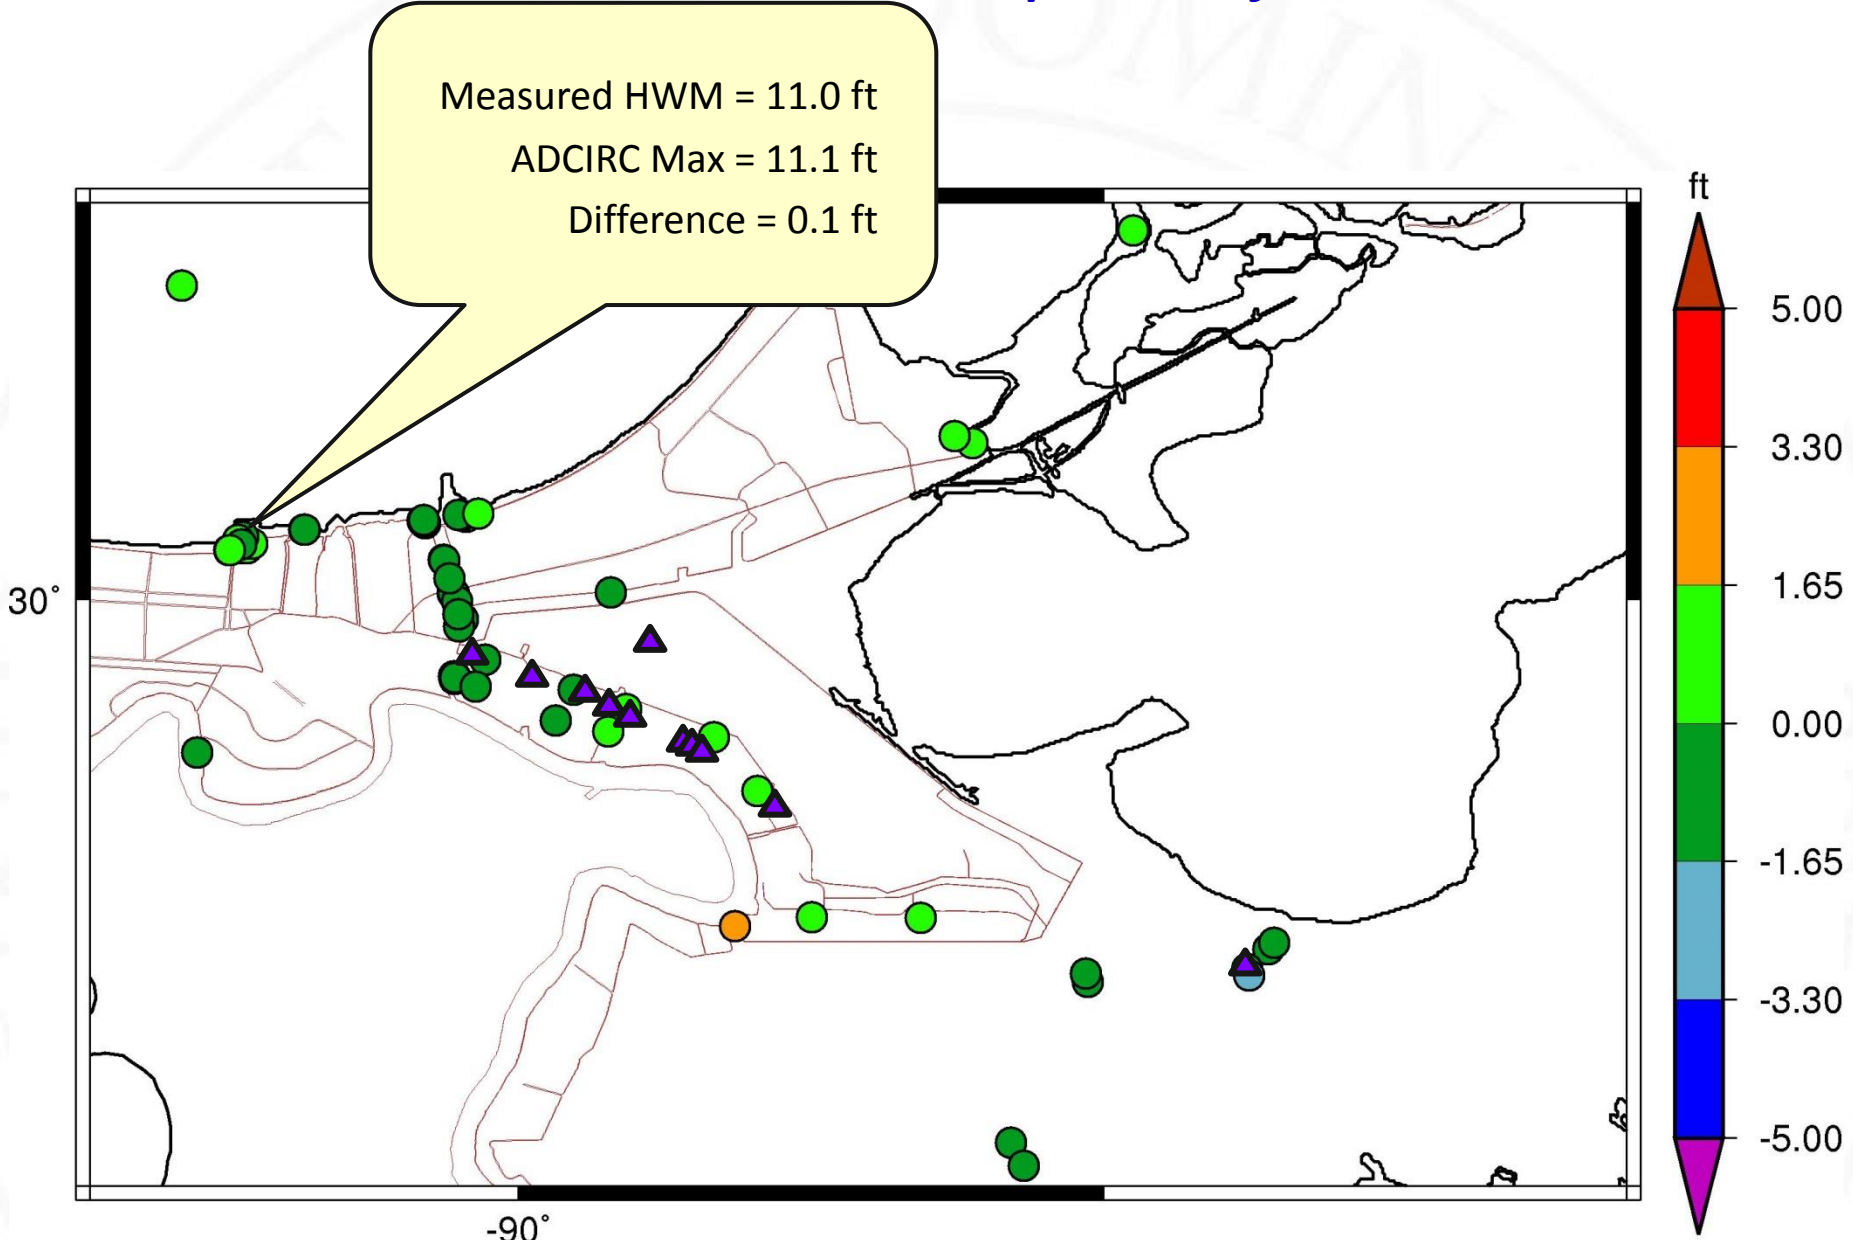 Measured HWM = 11.0 ft
ADCIRC Max = 11.1 ft
Difference = 0.1 ft
ft
5.00
3.30
1.65
0.00
-1.65
-3.30
-5.00
30°
-90°